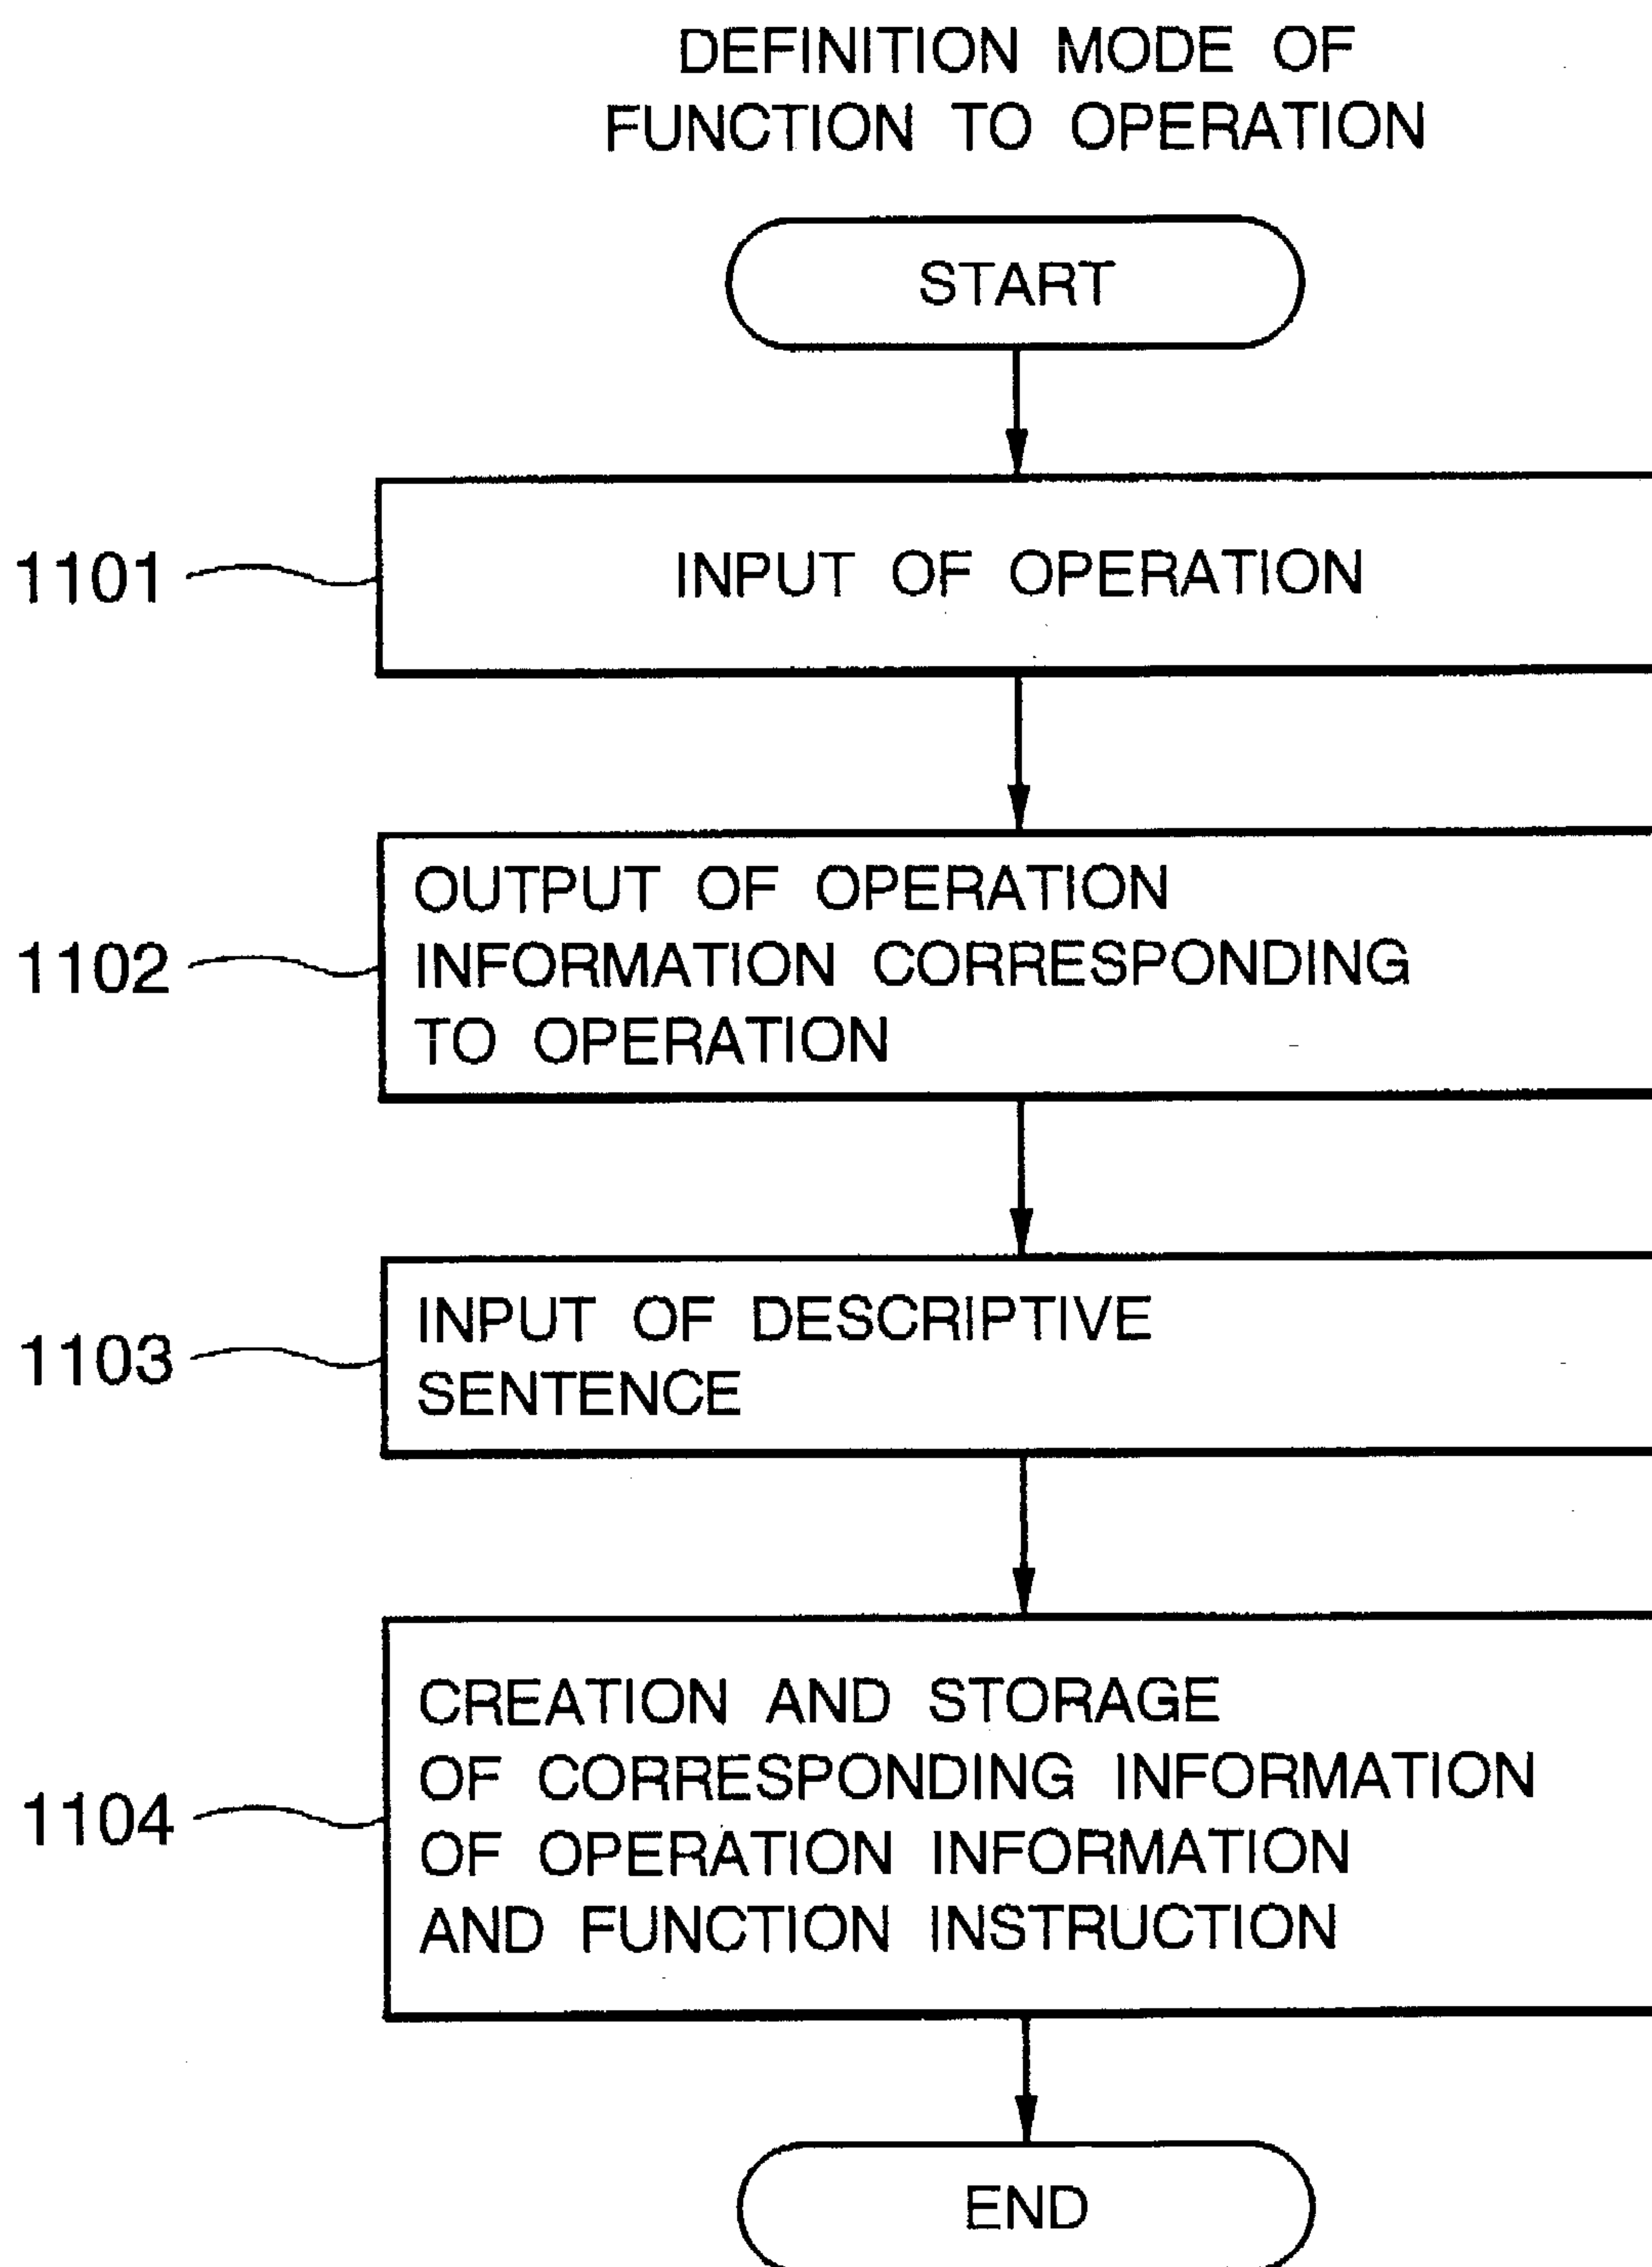 DEFINITION MODE OF
FUNCTION TO OPERATION
START
1101
INPUT OF OPERATION
1102
OUTPUT OF OPERATION
INFORMATION CORRESPONDING
TO OPERATION
1103
INPUT OF DESCRIPTIVE
SENTENCE
1104
CREATION AND STORAGE
OF CORRESPONDING INFORMATION
OF OPERATION INFORMATION
AND FUNCTION INSTRUCTION
END